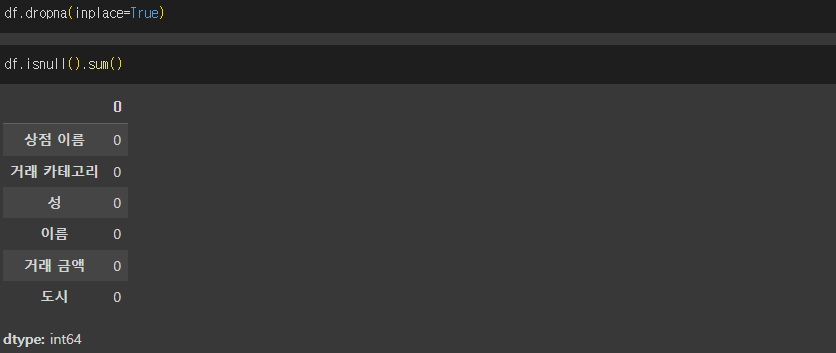 df.dropna(inplace=True)
df.isnull().sum()
0
상점 이름 0
거래 카테고리 0
성 0
이름 0
거래 금액 0
도시 0
dtype: int64